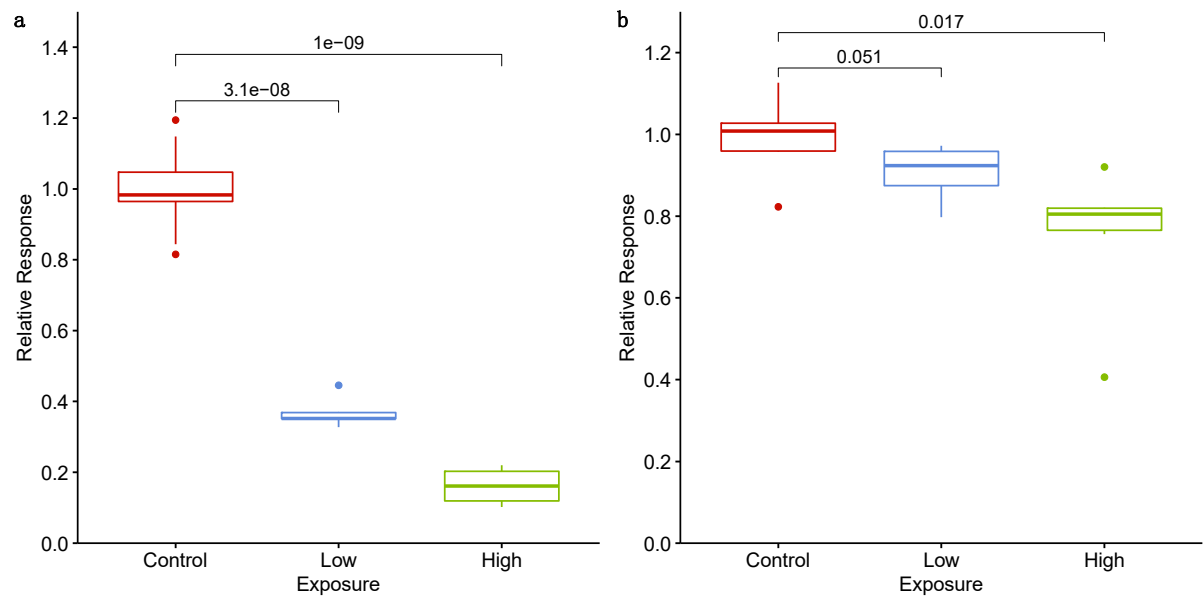 a
1.4
1.2
1.0
0.8
0.6
0.4
0.2
0.0
Relative Response
1e−09
3.1e−08
Control Low High
Exposure
b
1.2
1.0
0.8
0.6
0.4
0.2
0.0
Relative Response
0.017
0.051
Control Low High
Exposure